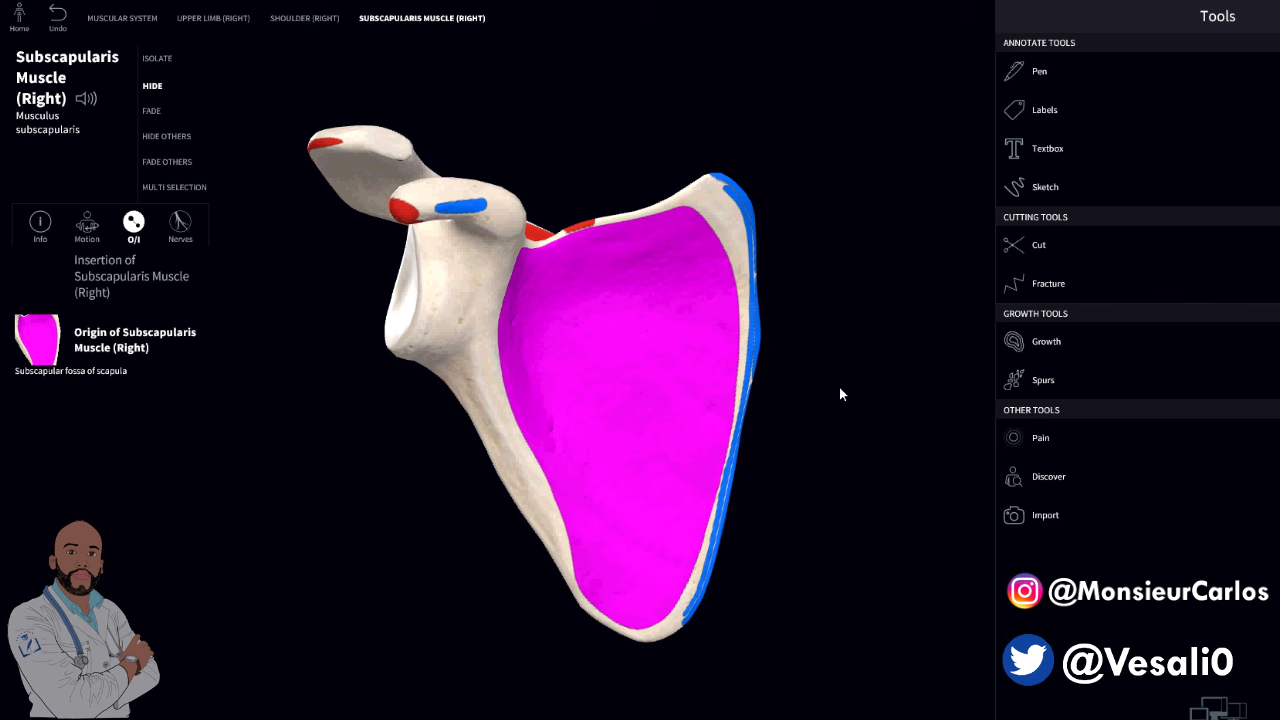 Home
Undo
MUSCULAR SYSTEM
UPPER LIMB (RIGHT)
SHOULDER (RIGHT)
SUBSCAPULARIS MUSCLE (RIGHT)
Subscapularis
Muscle
(Right)
Musculus
subscapularis
ISOLATE
HIDE
FADE
HIDE OTHERS
FADE OTHERS
MULTI SELECTION
Info
Motion
O/I
Nerves
Insertion of
Subscapularis Muscle
(Right)
Origin of Subscapularis
Muscle (Right)
Subscapular fossa of scapula
Tools
ANNOTATE TOOLS
Pen
Labels
Textbox
Sketch
CUTTING TOOLS
Cut
Fracture
GROWTH TOOLS
Growth
Spurs
OTHER TOOLS
Pain
Discover
Import
@MonsieurCarlos
@Vesali0